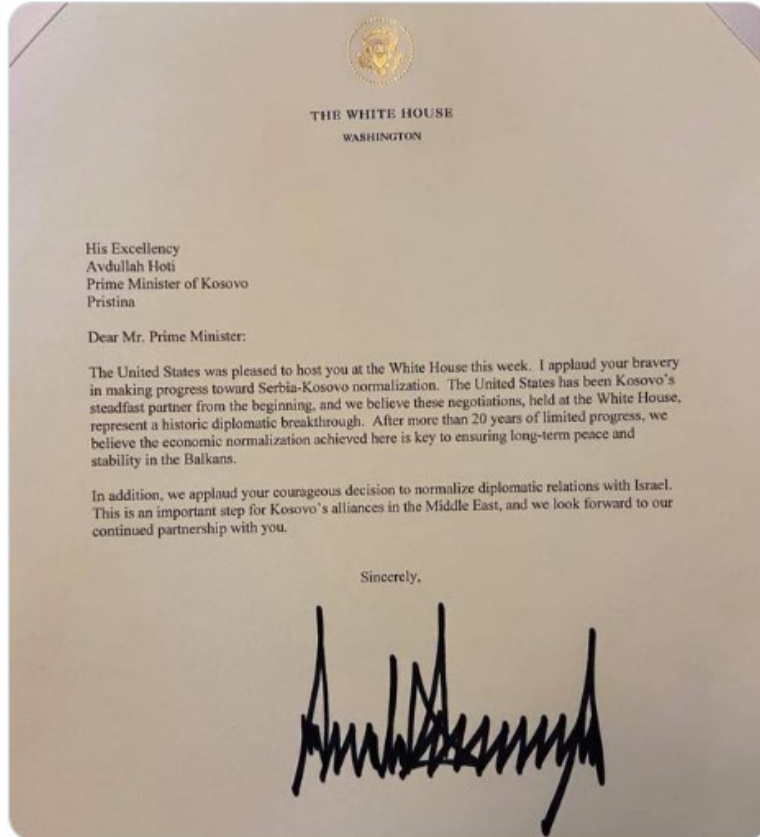 THE WHITE HOUSE
WASHINGTON
His Excellency
Avdullah Hoti
Prime Minister of Kosovo
Pristina
Dear Mr. Prime Minister:
The United States was pleased to host you at the White House this week. I applaud your bravery
in making progress toward Serbia-Kosovo normalization. The United States has been Kosovo's
steadfast partner from the beginning, and we believe these negotiations, held at the White House,
represent a historic diplomatic breakthrough. After more than 20 years of limited progress, we
believe the economic normalization achieved here is key to ensuring long-term peace and
stability in the Balkans.
In addition, we applaud your courageous decision to normalize diplomatic relations with Israel.
This is an important step for Kosovo's alliances in the Middle East, and we look forward to our
continued partnership with you.
Sincerely,